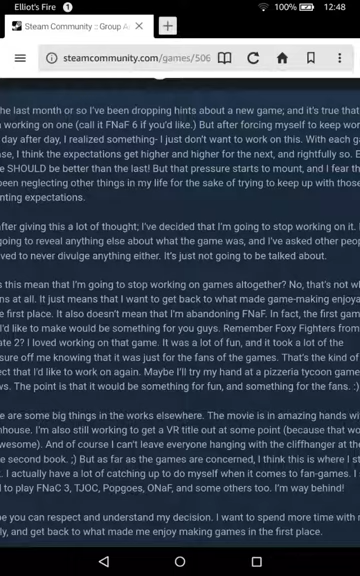 Elliot's Fire 1 100% 12:48
Steam Community :: Group A
steamcommunity.com/games/506
he last month or so I've been dropping hints about a new game; and it's true that
working on one (call it FNaF 6 if you'd like.) But after forcing myself to keep wor
day after day, I realized something- I just don't want to work on this. With each ga
se, I think the expectations get higher and higher for the next, and rightfully so. E
e SHOULD be better than the last! But that pressure starts to mount, and I fear th
been neglecting other things in my life for the sake of trying to keep up with those
nting expectations.
after giving this a lot of thought; I've decided that I'm going to stop working on it. I
going to reveal anything else about what the game was, and I've asked other peop
ved to never divulge anything either. It's just not going to be talked about.
s this mean that I'm going to stop working on games altogether? No, that's not w
ns at all. It just means that I want to get back to what made game-making enjoya
e first place. It also doesn't mean that I'm abandoning FNaF. In fact, the first gam
I'd like to make would be something for you guys. Remember Foxy Fighters from
ate 2? I loved working on that game. It was a lot of fun, and it took a lot of the
sure off me knowing that it was just for the fans of the games. That's the kind of
ect that I'd like to work on again. Maybe I'll try my hand at a pizzeria tycoon game
ws. The point is that it would be something for fun, and something for the fans. :)
e are some big things in the works elsewhere. The movie is in amazing hands wi
nhouse. I'm also still working to get a VR title out at some point (because that wo
wesome). And of course I can't leave everyone hanging with the cliffhanger at the
e second book. ;) But as far as the games are concerned, I think this is where I st
. I actually have a lot of catching up to do myself when it comes to fan-games. I
d to play FNaC 3, TJOC, Popgoes, ONaF, and some others too. I'm way behind!
pe you can respect and understand my decision. I want to spend more time with m
ly, and get back to what made me enjoy making games in the first place.